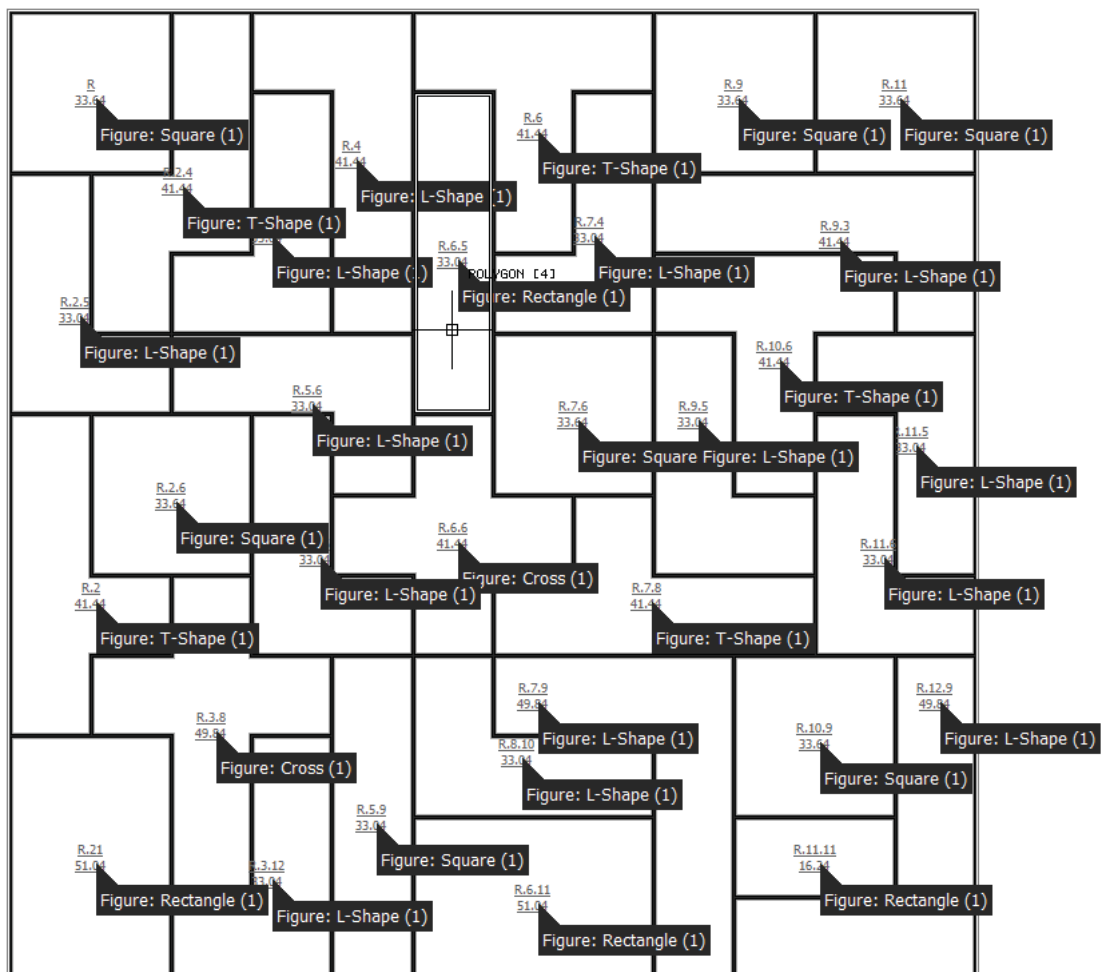 R
33.64
Figure: Square (1)
R.9
33.64
Figure: Square (1)
R.11
33.64
Figure: Square (1)
R.6
41.44
Figure: T-Shape (1)
R.4
41.44
Figure: L-Shape (1)
R.2.4
41.44
Figure: T-Shape (1)
Figure: L-Shape (1)
R.7.4
33.04
Figure: L-Shape (1)
R.9.3
41.44
Figure: L-Shape (1)
R.6.5
33.04
POLYGON [4]
Figure: Rectangle (1)
R.2.5
33.04
Figure: L-Shape (1)
R.10.6
41.44
Figure: T-Shape (1)
R.5.6
33.04
Figure: L-Shape (1)
R.7.6
33.64
Figure: Square
R.9.5
33.04
Figure: L-Shape (1)
R.11.5
33.04
Figure: L-Shape (1)
R.2.6
33.64
Figure: Square (1)
R.6.6
41.44
Figure: Cross (1)
33.04
Figure: L-Shape (1)
R.11.6
33.04
Figure: L-Shape (1)
R.2
41.44
Figure: T-Shape (1)
R.7.8
41.44
Figure: T-Shape (1)
R.3.8
49.84
Figure: Cross (1)
R.7.9
49.84
Figure: L-Shape (1)
R.12.9
49.84
Figure: L-Shape (1)
R.8.10
33.04
Figure: L-Shape (1)
R.10.9
33.64
Figure: Square (1)
R.5.9
33.04
Figure: Square (1)
R.21
51.04
Figure: Rectangle (1)
R.3.12
33.04
Figure: L-Shape (1)
R.6.11
51.04
Figure: Rectangle (1)
R.11.11
16.24
Figure: Rectangle (1)